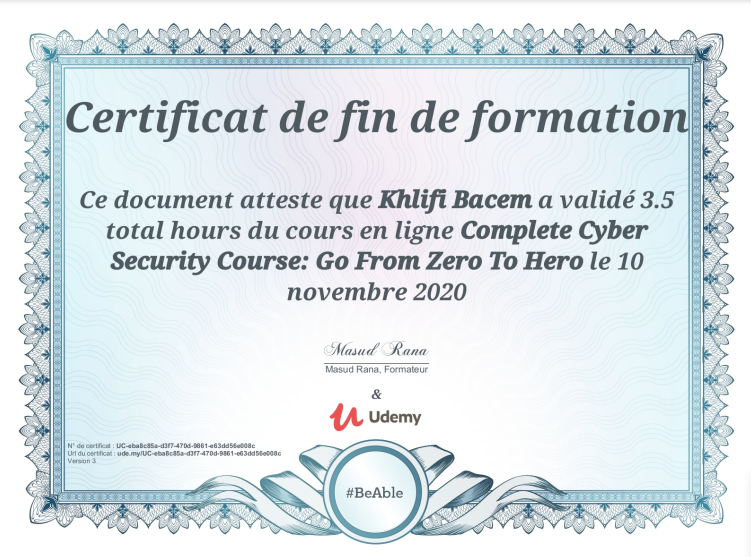 Certificat de fin de formation
Ce document atteste que Khlifi Bacem a validé 3.5
total hours du cours en ligne Complete Cyber
Security Course: Go From Zero To Hero le 10
novembre 2020
Masud Rana
Masud Rana, Formateur
&
Udemy
N° de certificat : UC-eba8c85a-d3f7-470d-9861-e63dd56e008c
Url du certificat : ude.my/UC-eba8c85a-d3f7-470d-9861-e63dd56e008c
Version 3
#BeAble